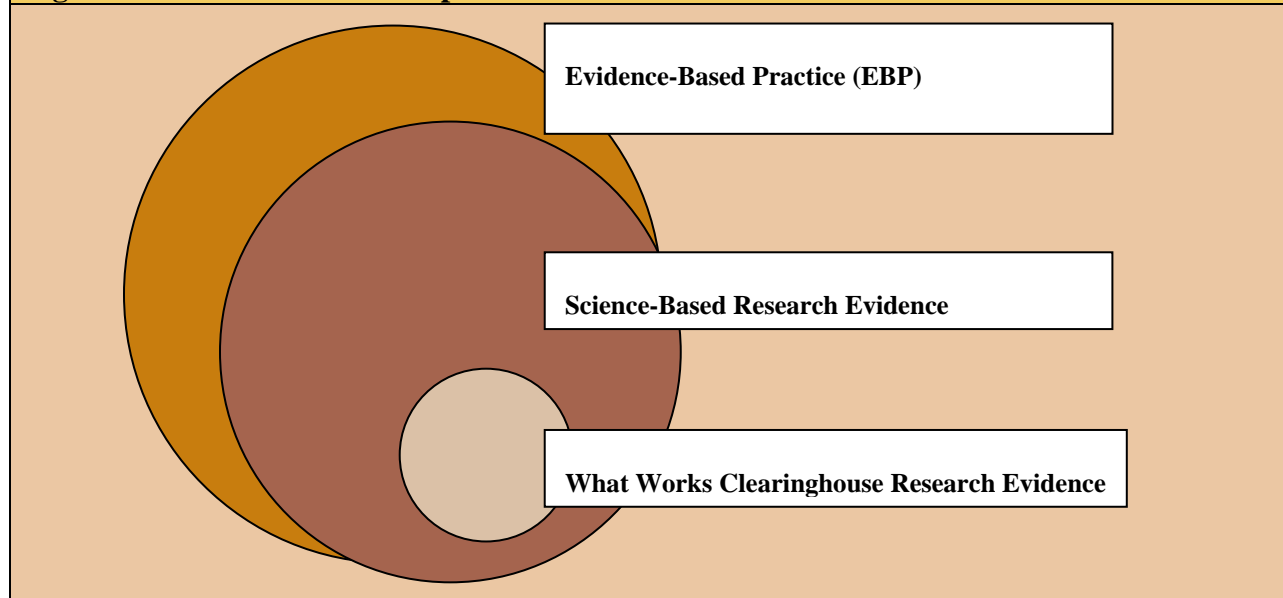 Evidence-Based Practice (EBP)
Science-Based Research Evidence
What Works Clearinghouse Research Evidence